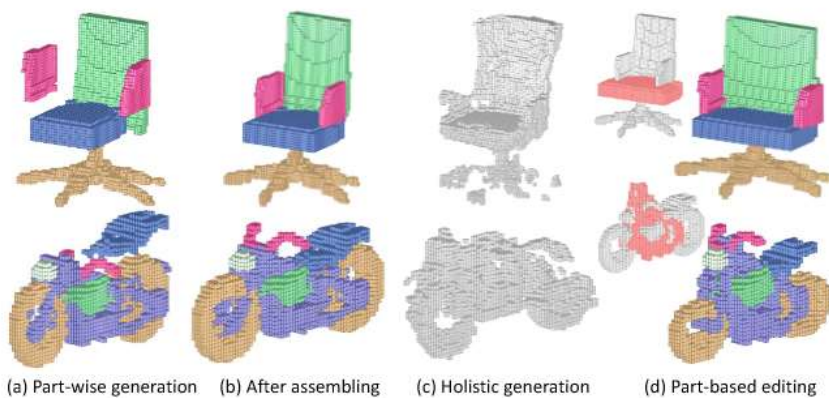 (a) Part-wise generation (b) After assembling (c) Holistic generation (d) Part-based editing